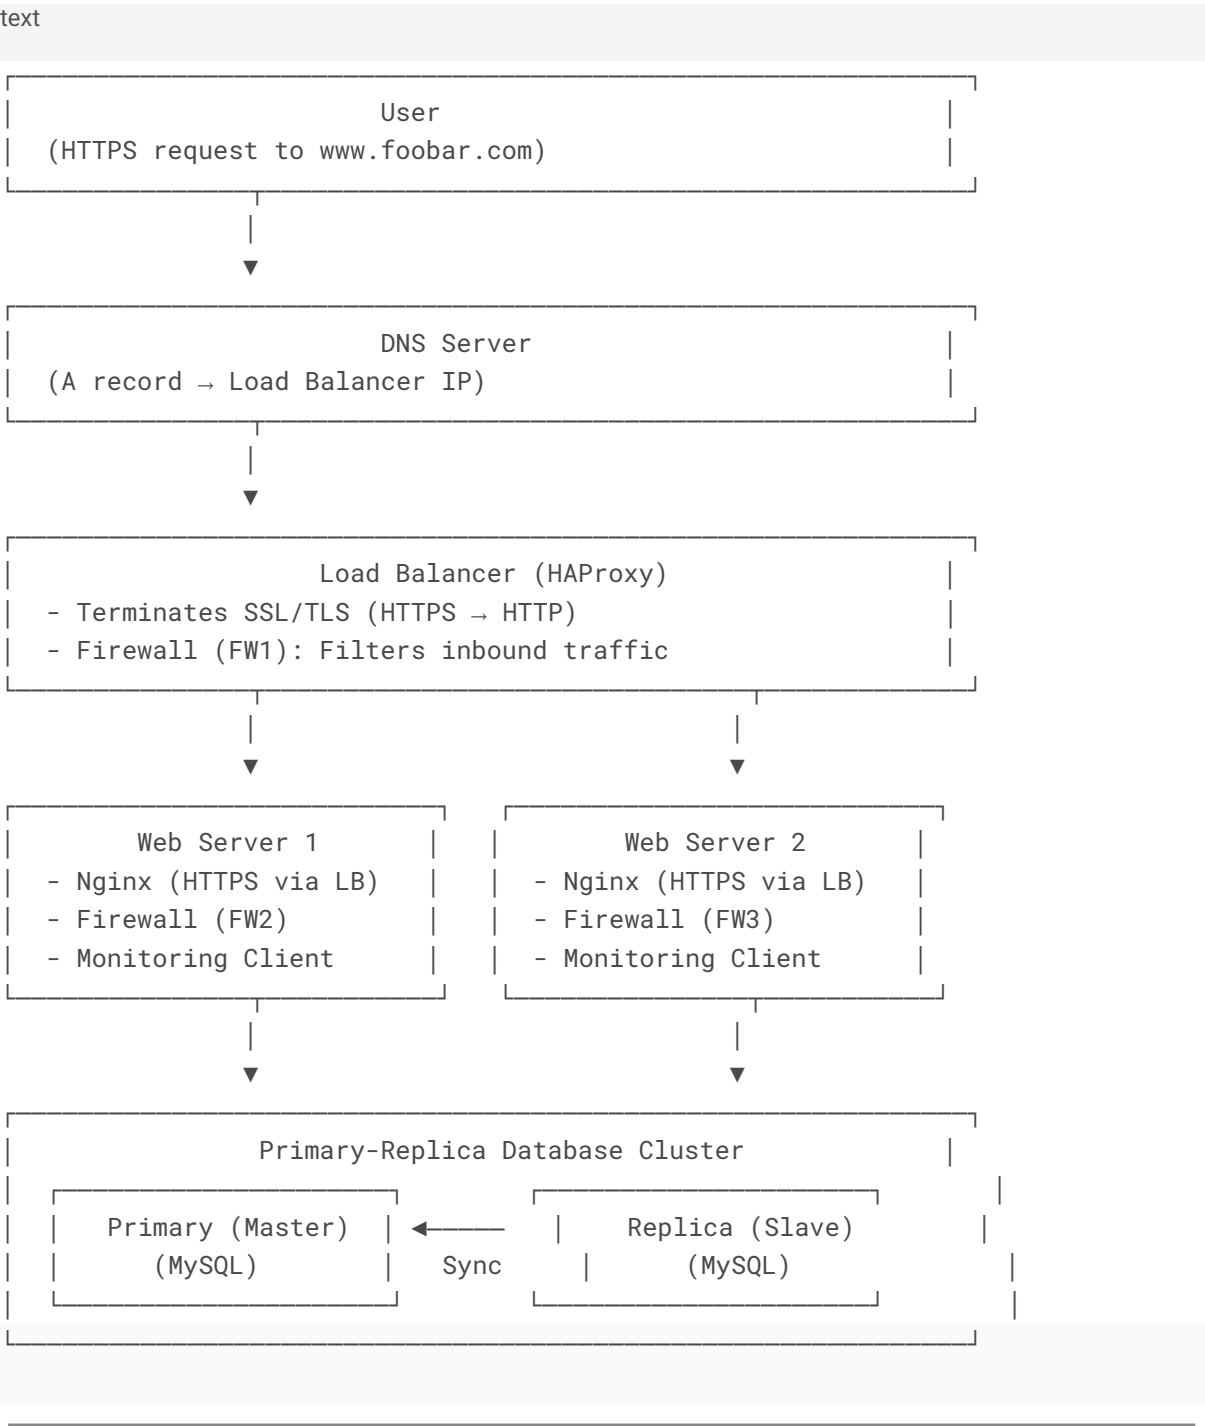 text
User
(HTTPS request to www.foobar.com)
DNS Server
(A record → Load Balancer IP)
Load Balancer (HAProxy)
- Terminates SSL/TLS (HTTPS → HTTP)
- Firewall (FW1): Filters inbound traffic
Web Server 1 Web Server 2
- Nginx (HTTPS via LB) - Nginx (HTTPS via LB)
- Firewall (FW2) - Firewall (FW3)
- Monitoring Client - Monitoring Client
Primary-Replica Database Cluster
Primary (Master) Replica (Slave)
(MySQL) Sync (MySQL)